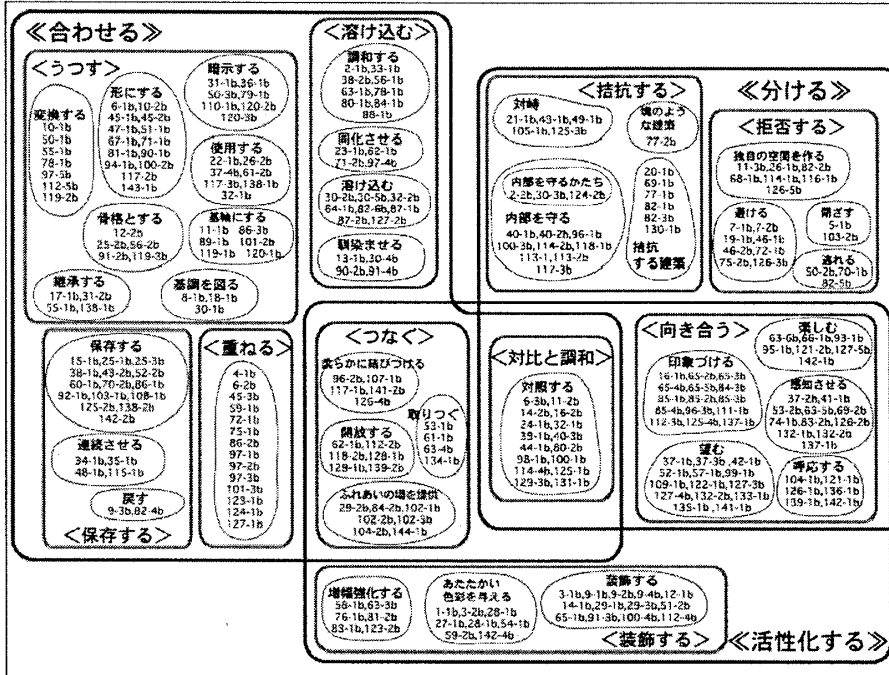 ≪合わせる≫
<うつす>
変換する
10-1b
50-1b
55-1b
78-1b
97-5b
112-5b
119-2b
形にする
6-1b,10-2b
45-1b,45-2b
47-1b,51-1b
67-1b,71-1b
81-1b,90-1b
94-1b,100-2b
117-2b
143-1b
暗示する
31-1b,36-1b
50-3b,79-1b
110-1b,120-2b
120-3b
使用する
22-1b,26-2b
37-4b,61-2b
117-3b,138-1b
32-1b
骨格とする
12-2b
25-2b,56-2b
91-2b,119-3b
基軸にする
11-1b 86-3b
89-1b 101-2b
119-1b 120-1b
継承する
17-1b,31-2b
55-1b,138-1b
基調を図る
8-1b,18-1b
30-1b
<溶け込む>
調和する
2-1b,33-1b
38-2b,56-1b
63-1b,78-1b
80-1b,84-1b
88-1b
同化させる
23-1b,62-1b
71-2b,97-4b
溶け込む
30-2b,30-5b,32-2b
64-1b,82-6b,87-1b
87-2b,127-2b
馴染ませる
13-1b,30-4b
90-2b,91-4b
保存する
15-1b,25-1b,25-3b
38-1b,43-2b,52-2b
60-1b,70-2b,86-1b
92-1b,103-1b,108-1b
125-2b,138-2b
142-2b
連続させる
34-1b,35-1b
48-1b,115-1b
戻す
9-3b,82-4b
<保存する>
<重ねる>
4-1b
6-2b
45-3b
59-1b
72-1b
75-1b
86-2b
97-1b
97-2b
97-3b
101-3b
123-1b
124-1b
127-1b
<つなぐ>
柔らかに結びつける
96-2b,107-1b
117-1b,141-2b
126-4b
開放する
62-1b,112-2b
118-2b,128-1b
129-1b,139-2b
取りつぐ
53-1b
61-1b
63-4b
134-1b
ふれあいの場を提供
29-2b,84-2b,102-1b
102-2b,102-3b
104-2b,144-1b
<対比と調和>
対照する
6-3b,11-2b
14-2b,16-2b
24-1b,32-1b
39-1b,40-3b
44-1b,80-2b
98-1b,100-1b
114-4b,125-1b
129-3b,131-1b
≪分ける≫
<拮抗する>
対峙
21-1b,43-1b,49-1b
105-1b,125-3b
塊のよう
な建築
77-2b
内部を守るかたち
2-2b,30-3b,124-2b
内部を守る
40-1b,40-2b,96-1b
100-3b,114-2b,118-1b
113-1b,113-2b
117-3b
20-1b
69-1b
77-1b
82-1b
82-3b
130-1b
拮抗
する建築
<拒否する>
独自の空間を作る
11-3b,26-1b,82-2b
68-1b,114-1b,116-1b
126-5b
避ける
7-1b,7-2b
19-1b,46-1b
46-2b,72-1b
75-2b,126-3b
閉ざす
5-1b
103-2b
逃れる
50-2b,70-1b
82-5b
<向き合う>
印象づける
16-1b,65-2b,65-3b
65-4b,65-5b,84-3b
85-1b,85-2b,85-3b
85-4b,96-3b,111-1b
112-3b,125-4b,137-1b
楽しむ
63-6b,66-1b,93-1b
95-1b,121-2b,127-5b
142-1b
感知させる
37-2b,41-1b
53-2b,63-5b,69-2b
74-1b,83-2b,126-2b
132-1b,132-2b
137-1b
望む
37-1b,37-3b,42-1b
52-1b,57-1b,99-1b
109-1b,122-1b,127-3b
127-4b,132-2b,133-1b
135-1b,141-1b
呼応する
104-1b,121-1b
126-1b,136-1b
139-1b,142-1b
増幅強化する
58-1b,63-3b
76-1b,81-2b
83-1b,123-2b
あたたかい
色彩を与える
1-1b,3-2b,28-1b
27-1b,28-1b,54-1b
59-2b,142-4b
装飾する
3-1b,9-1b,9-2b,9-4b,12-1b
14-1b,29-1b,29-3b,51-2b
65-1b,91-3b,100-4b,112-4b
<装飾する>
≪活性化する≫